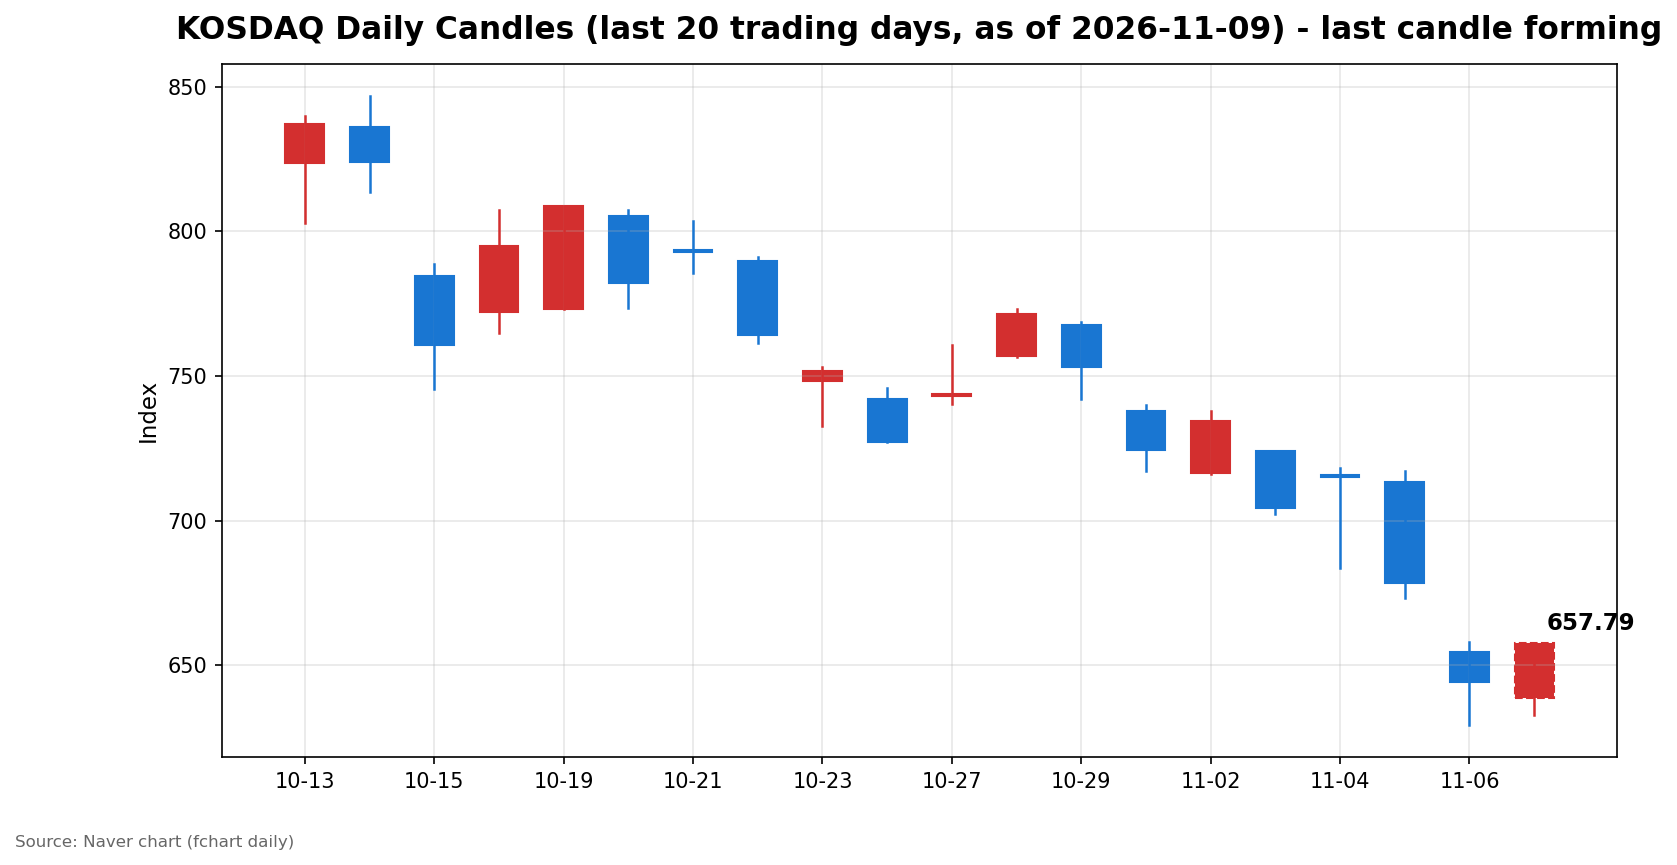 KOSDAQ Daily Candles (last 20 trading days, as of 2026-11-09) - last candle forming
850
800
750
700
650
Index
657.79
10-13 10-15 10-19 10-21 10-23 10-27 10-29 11-02 11-04 11-06
Source: Naver chart (fchart daily)